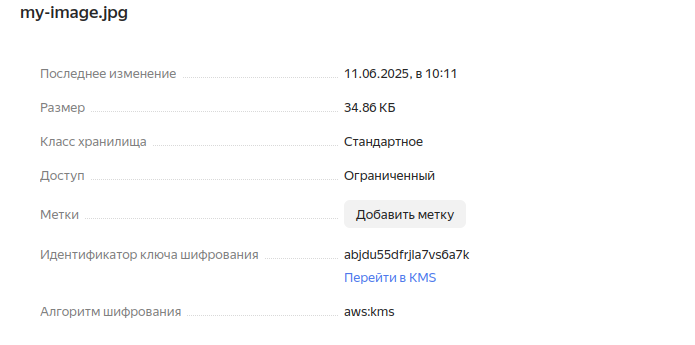 my-image.jpg
Последнее изменение 11.06.2025, в 10:11
Размер 34.86 КБ
Класс хранилища Стандартное
Доступ Ограниченный
Метки Добавить метку
Идентификатор ключа шифрования abjdu55dfrjla7vs6a7k
Перейти в KMS
Алгоритм шифрования aws:kms